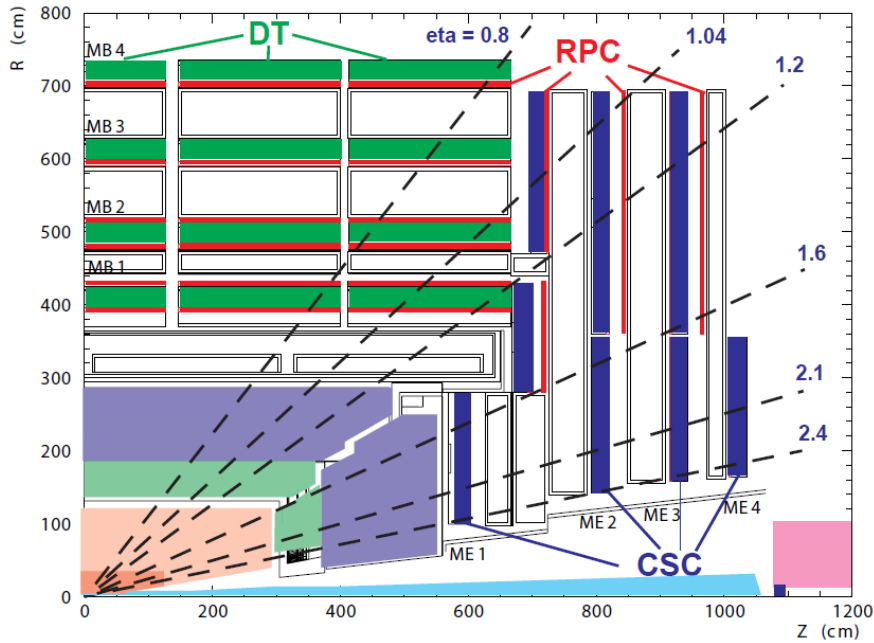 R (cm)
800
700
600
500
400
300
200
100
0
MB 4
MB 3
MB 2
MB 1
DT
eta = 0.8
RPC
1.04
1.2
1.6
2.1
2.4
ME 1
ME 2
ME 3
ME 4
CSC
0
200
400
600
800
1000
1200
Z (cm)